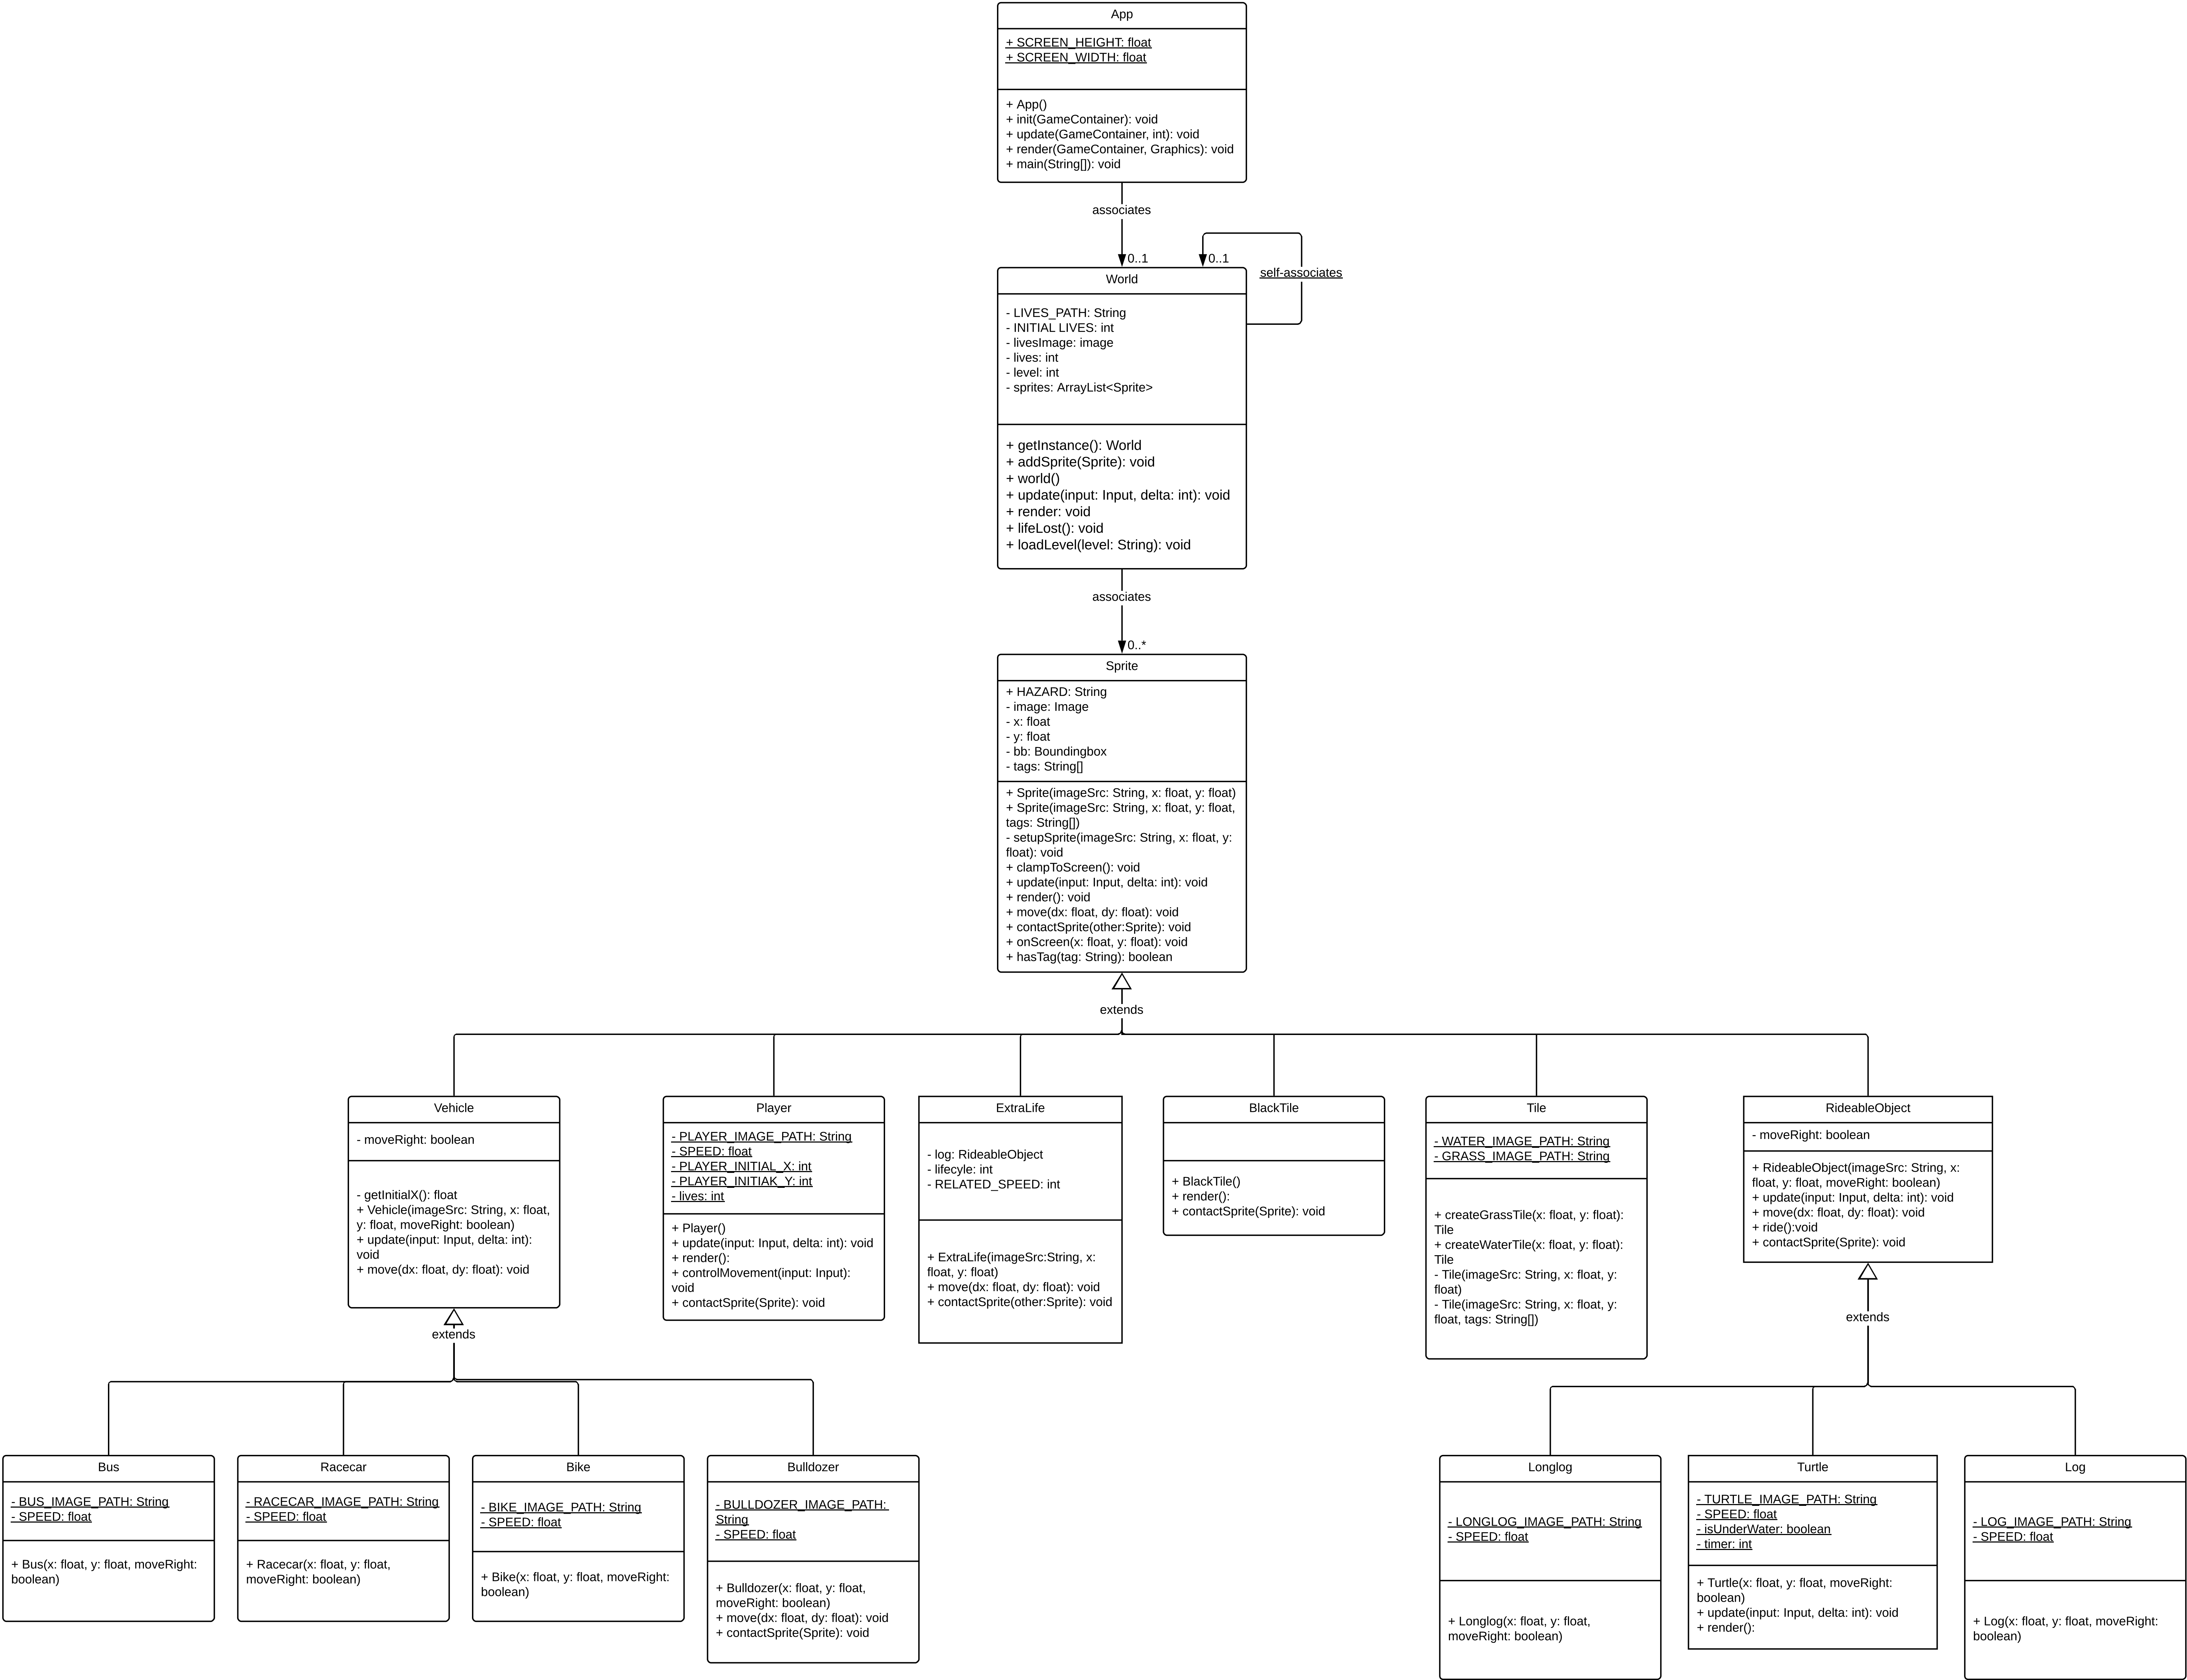 App
+ SCREEN_HEIGHT: float
+ SCREEN_WIDTH: float
+ App()
+ init(GameContainer): void
+ update(GameContainer, int): void
+ render(GameContainer, Graphics): void
+ main(String[]): void
associates
0..1
0..1
self-associates
World
- LIVES_PATH: String
- INITIAL LIVES: int
- livesImage: image
- lives: int
- level: int
- sprites: ArrayList<Sprite>
+ getInstance(): World
+ addSprite(Sprite): void
+ world()
+ update(input: Input, delta: int): void
+ render: void
+ lifeLost(): void
+ loadLevel(level: String): void
associates
0..*
Sprite
+ HAZARD: String
- image: Image
- x: float
- y: float
- bb: Boundingbox
- tags: String[]
+ Sprite(imageSrc: String, x: float, y: float)
+ Sprite(imageSrc: String, x: float, y: float,
tags: String[])
- setupSprite(imageSrc: String, x: float, y:
float): void
+ clampToScreen(): void
+ update(input: Input, delta: int): void
+ render(): void
+ move(dx: float, dy: float): void
+ contactSprite(other:Sprite): void
+ onScreen(x: float, y: float): void
+ hasTag(tag: String): boolean
extends
Vehicle
- moveRight: boolean
- getInitialX(): float
+ Vehicle(imageSrc: String, x: float,
y: float, moveRight: boolean)
+ update(input: Input, delta: int):
void
+ move(dx: float, dy: float): void
Player
- PLAYER_IMAGE_PATH: String
- SPEED: float
- PLAYER_INITIAL_X: int
- PLAYER_INITIAK_Y: int
- lives: int
+ Player()
+ update(input: Input, delta: int): void
+ render():
+ controlMovement(input: Input):
void
+ contactSprite(Sprite): void
ExtraLife
- log: RideableObject
- lifecyle: int
- RELATED_SPEED: int
+ ExtraLife(imageSrc:String, x:
float, y: float)
+ move(dx: float, dy: float): void
+ contactSprite(other:Sprite): void
BlackTile
+ BlackTile()
+ render():
+ contactSprite(Sprite): void
Tile
- WATER_IMAGE_PATH: String
- GRASS_IMAGE_PATH: String
+ createGrassTile(x: float, y: float):
Tile
+ createWaterTile(x: float, y: float):
Tile
- Tile(imageSrc: String, x: float, y:
float)
- Tile(imageSrc: String, x: float, y:
float, tags: String[])
RideableObject
- moveRight: boolean
+ RideableObject(imageSrc: String, x:
float, y: float, moveRight: boolean)
+ update(input: Input, delta: int): void
+ move(dx: float, dy: float): void
+ ride():void
+ contactSprite(Sprite): void
extends
extends
Bus
- BUS_IMAGE_PATH: String
- SPEED: float
+ Bus(x: float, y: float, moveRight:
boolean)
Racecar
- RACECAR_IMAGE_PATH: String
- SPEED: float
+ Racecar(x: float, y: float,
moveRight: boolean)
Bike
- BIKE_IMAGE_PATH: String
- SPEED: float
+ Bike(x: float, y: float, moveRight:
boolean)
Bulldozer
- BULLDOZER_IMAGE_PATH:
String
- SPEED: float
+ Bulldozer(x: float, y: float,
moveRight: boolean)
+ move(dx: float, dy: float): void
+ contactSprite(Sprite): void
Longlog
- LONGLOG_IMAGE_PATH: String
- SPEED: float
+ Longlog(x: float, y: float,
moveRight: boolean)
Turtle
- TURTLE_IMAGE_PATH: String
- SPEED: float
- isUnderWater: boolean
- timer: int
+ Turtle(x: float, y: float, moveRight:
boolean)
+ update(input: Input, delta: int): void
+ render():
Log
- LOG_IMAGE_PATH: String
- SPEED: float
+ Log(x: float, y: float, moveRight:
boolean)